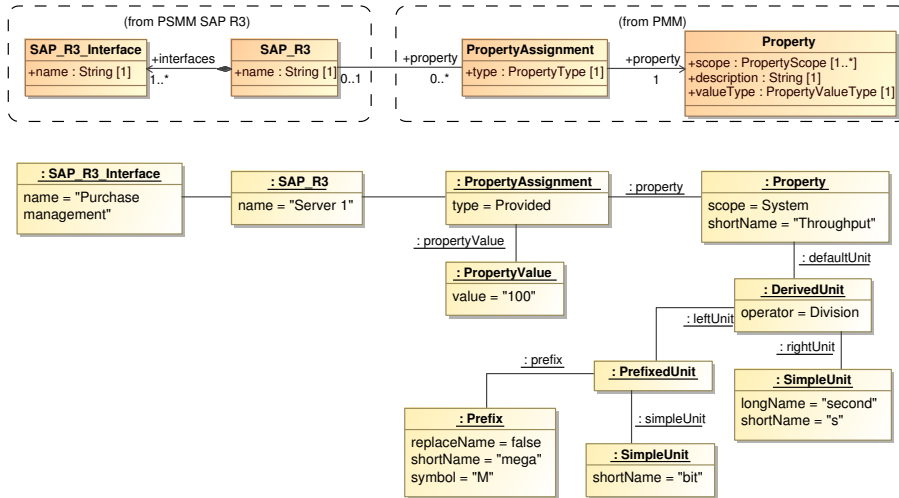 (from PSMM SAP R3)
(from PMM)
SAP_R3_Interface
+name : String [1]
+interfaces
1..*
SAP_R3
+name : String [1]
0..1
+property
0..*
PropertyAssignment
+type : PropertyType [1]
+property
1
Property
+scope : PropertyScope [1..*]
+description : String [1]
+valueType : PropertyValueType [1]
: SAP_R3_Interface
name = "Purchase
management"
: SAP_R3
name = "Server 1"
: PropertyAssignment
type = Provided
: property
: Property
scope = System
shortName = "Throughput"
: propertyValue
: defaultUnit
: PropertyValue
value = "100"
: DerivedUnit
operator = Division
: leftUnit
: rightUnit
: prefix
: PrefixedUnit
: SimpleUnit
longName = "second"
shortName = "s"
: Prefix
replaceName = false
shortName = "mega"
symbol = "M"
: simpleUnit
: SimpleUnit
shortName = "bit"